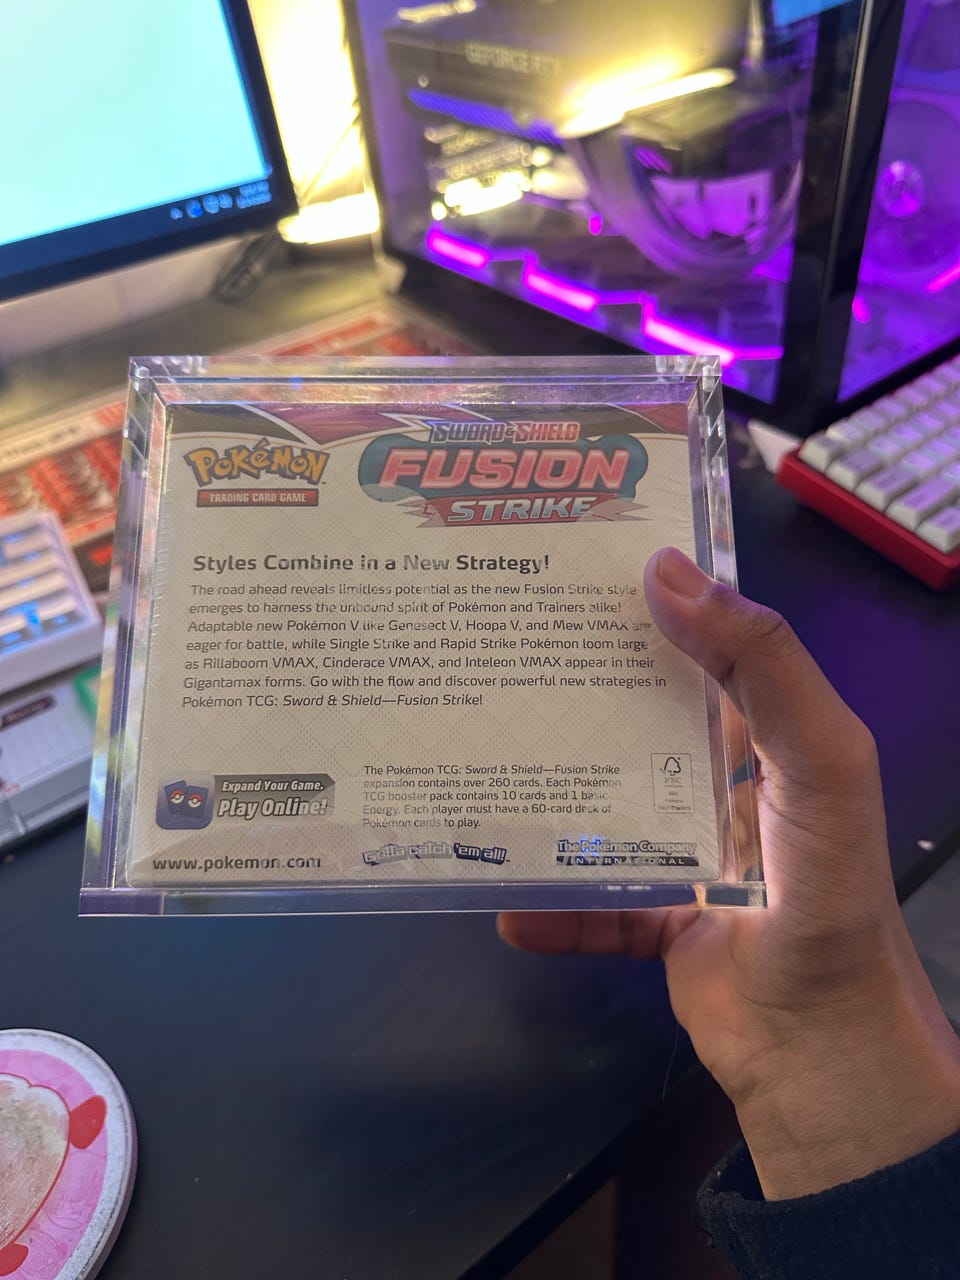 GEFORCE RTX
SWORD & SHIELD
POKéMON
FUSION
TRADING CARD GAME
STRIKE
Styles Combine in a New Strategy!
The road ahead reveals limitless potential as the new Fusion Strike style
emerges to harness the unbound spirit of Pokémon and Trainers alike!
Adaptable new Pokémon V like Genesect V, Hoopa V, and Mew VMAX are
eager for battle, while Single Strike and Rapid Strike Pokémon loom large
as Rillaboom VMAX, Cinderace VMAX, and Inteleon VMAX appear in their
Gigantamax forms. Go with the flow and discover powerful new strategies in
Pokémon TCG: Sword & Shield—Fusion Strike!
Expand Your Game.
Play Online!
The Pokémon TCG: Sword & Shield—Fusion Strike
expansion contains over 260 cards. Each Pokémon
TCG booster pack contains 10 cards and 1 basic
Energy. Each player must have a 60-card deck of
Pokémon cards to play.
FSC
www.pokemon.com
Gotta catch 'em all!
The Pokémon Company
INTERNATIONAL